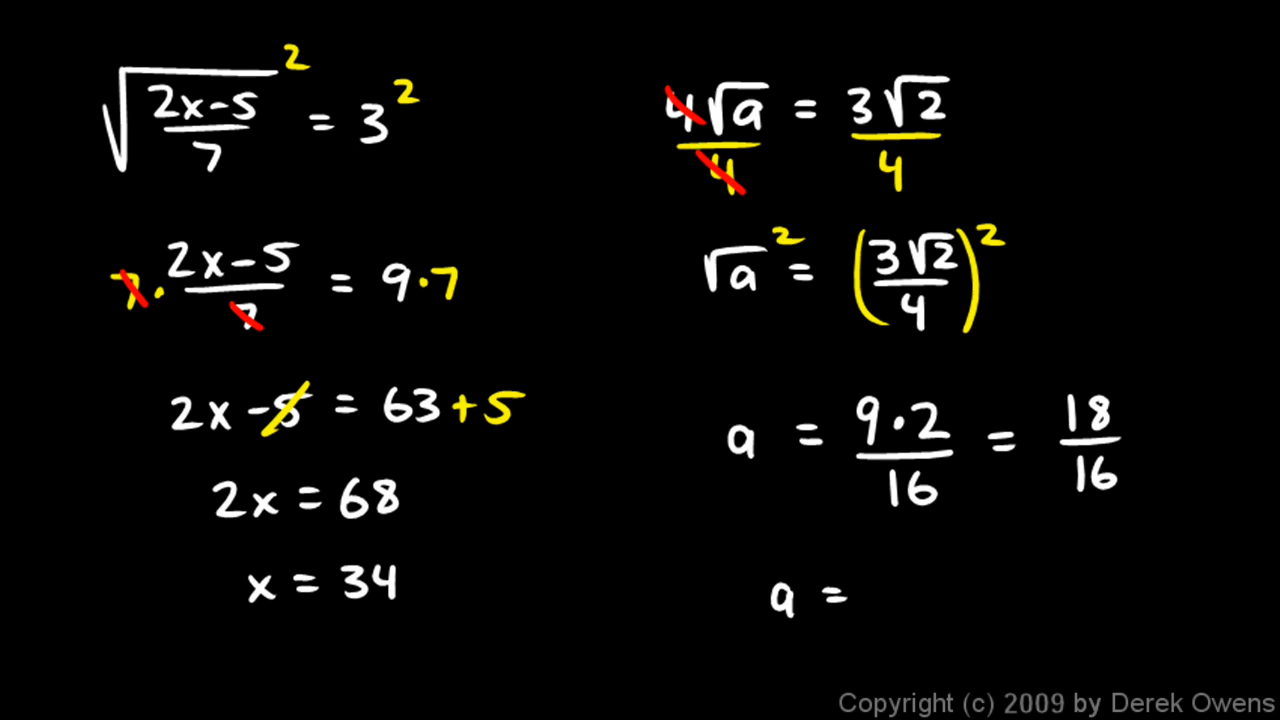 √((2x-5)/7)² = 3²
7·(2x-5)/7 = 9·7
2x-5 = 63+5
2x = 68
x = 34
4√a/4 = 3√2/4
√a² = (3√2/4)²
a = 9·2/16 = 18/16
a =
Copyright (c) 2009 by Derek Owens